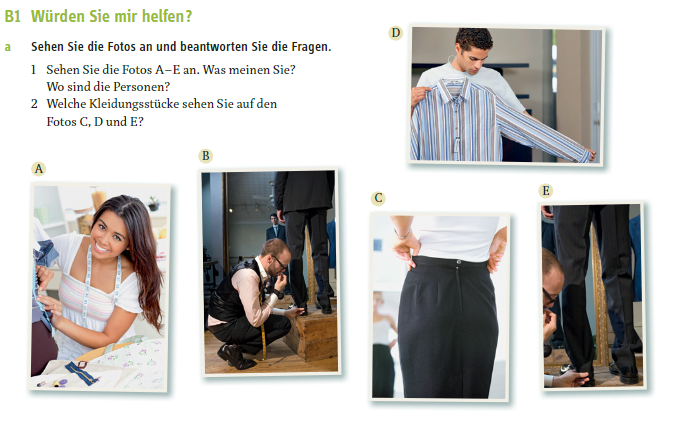 B1 Würden Sie mir helfen?
a Sehen Sie die Fotos an und beantworten Sie die Fragen.
1 Sehen Sie die Fotos A–E an. Was meinen Sie?
Wo sind die Personen?
2 Welche Kleidungsstücke sehen Sie auf den
Fotos C, D und E?
D
A
B
C
E